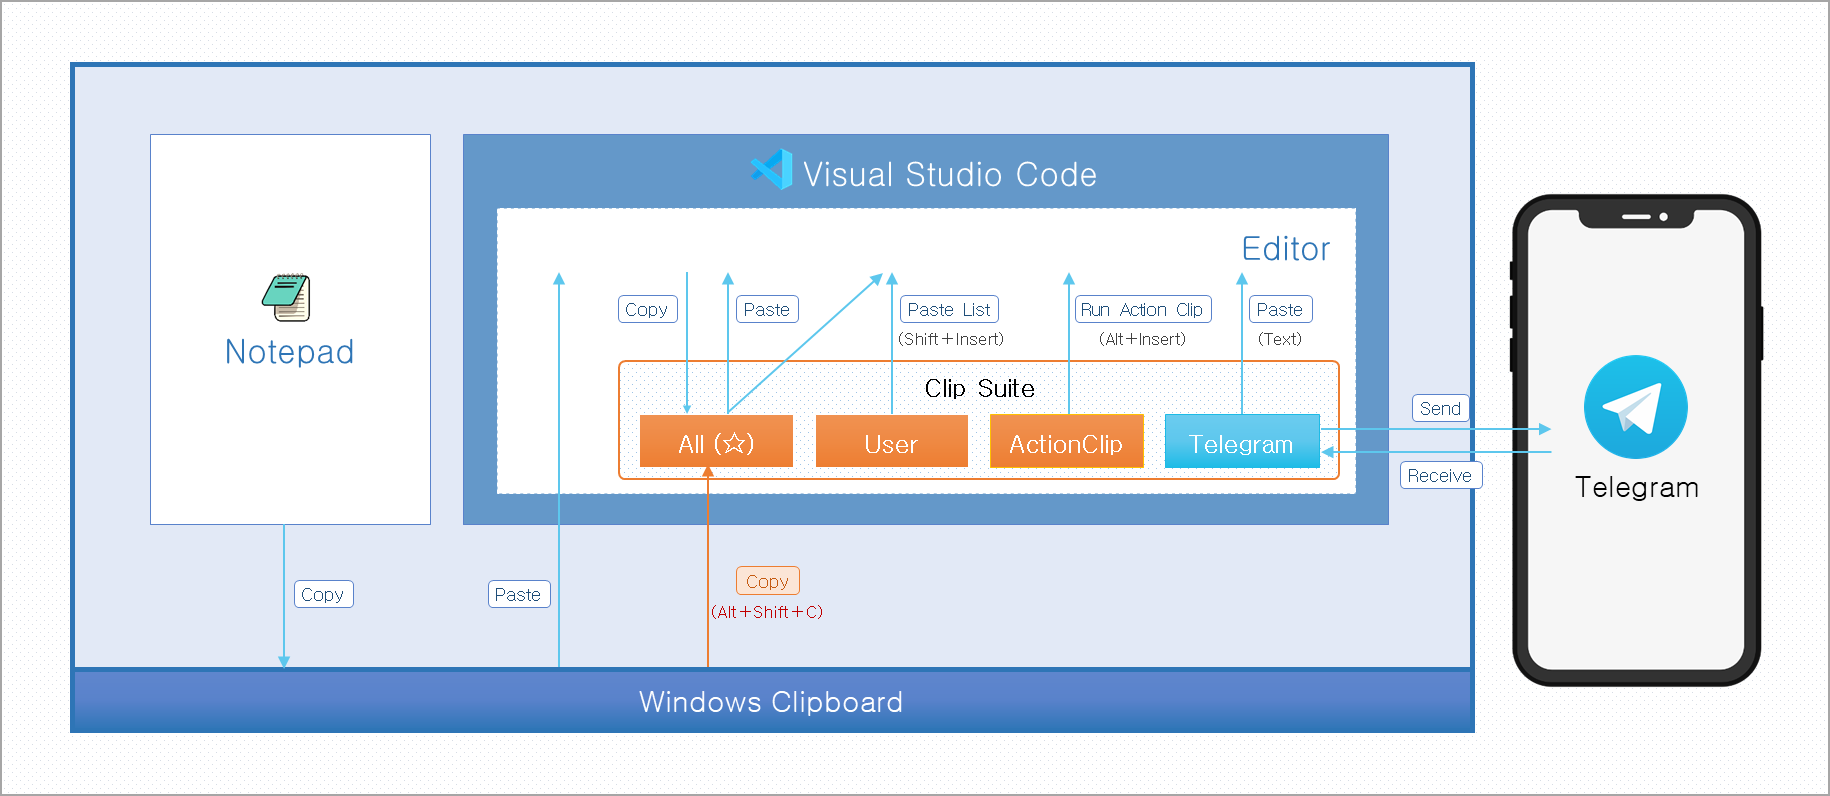 Visual Studio Code
Editor
Copy
Paste
Paste List
(Shift+Insert)
Run Action Clip
(Alt+Insert)
Paste
(Text)
Notepad
Clip Suite
All (☆)
User
ActionClip
Telegram
Send
Receive
Telegram
Copy
Paste
Copy
(Alt+Shift+C)
Windows Clipboard